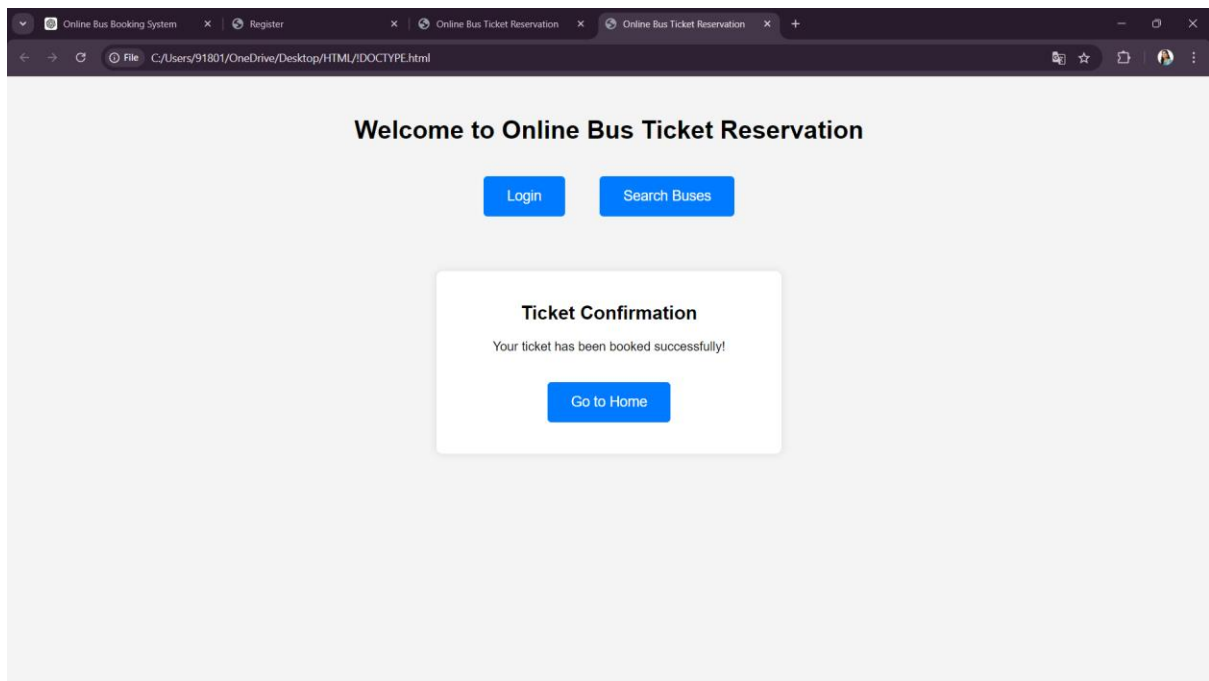 Online Bus Booking System Register Online Bus Ticket Reservation Online Bus Ticket Reservation
File C:/Users/91801/OneDrive/Desktop/HTML/!DOCTYPE.html
Welcome to Online Bus Ticket Reservation
Login Search Buses
Ticket Confirmation
Your ticket has been booked successfully!
Go to Home